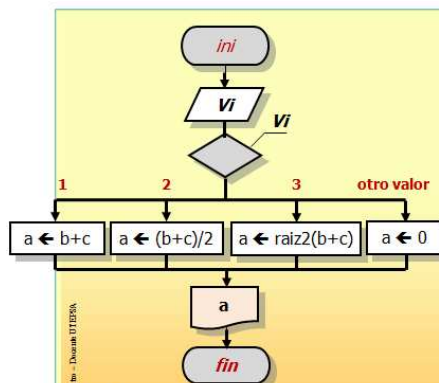 ini
Vi
Vi
1 2 3 otro valor
a ← b+c a ← (b+c)/2 a ← raiz2(b+c) a ← 0
a
fin